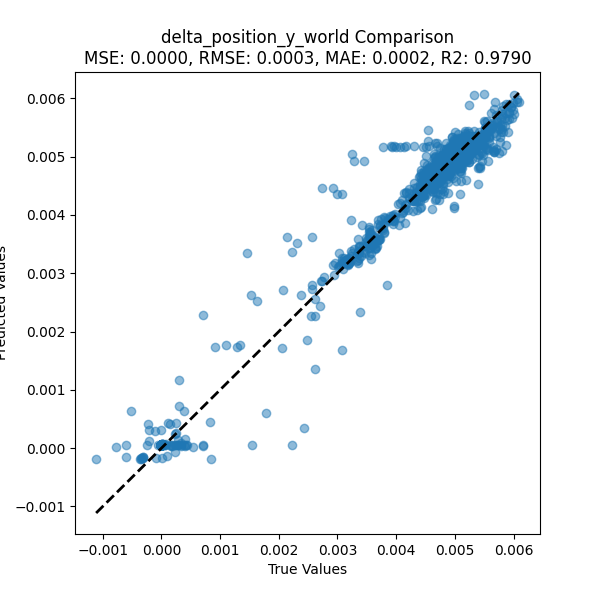 delta_position_y_world Comparison
MSE: 0.0000, RMSE: 0.0003, MAE: 0.0002, R2: 0.9790
0.006
0.005
0.004
0.003
0.002
0.001
0.000
−0.001
Predicted Values
−0.001 0.000 0.001 0.002 0.003 0.004 0.005 0.006
True Values